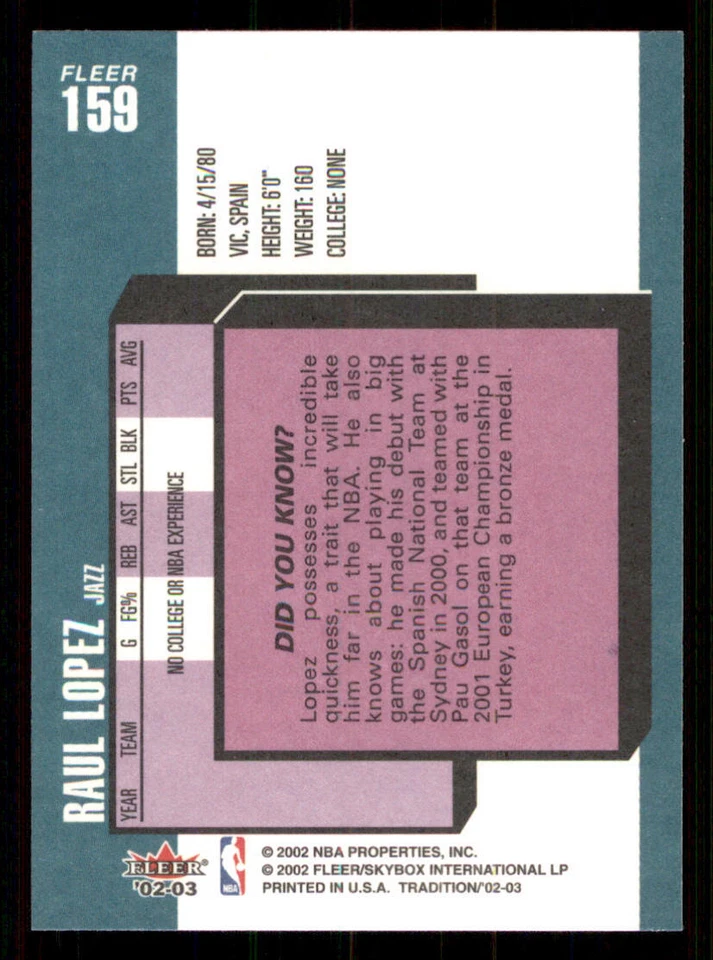 FLEER
159
RAUL LOPEZ JAZZ
BORN: 4/15/80
VIC, SPAIN
HEIGHT: 6'0"
WEIGHT: 160
COLLEGE: NONE
YEAR TEAM G FG% REB AST STL BLK PTS AVG
NO COLLEGE OR NBA EXPERIENCE
DID YOU KNOW?
Lopez possesses incredible
quickness, a trait that will take
him far in the NBA. He also
knows about playing in big
games: he made his debut with
the Spanish National Team at
Sydney in 2000, and teamed with
Pau Gasol on that team at the
2001 European Championship in
Turkey, earning a bronze medal.
FLEER®
'02-03
NBA
© 2002 NBA PROPERTIES, INC.
© 2002 FLEER/SKYBOX INTERNATIONAL LP
PRINTED IN U.S.A. TRADITION/'02-03